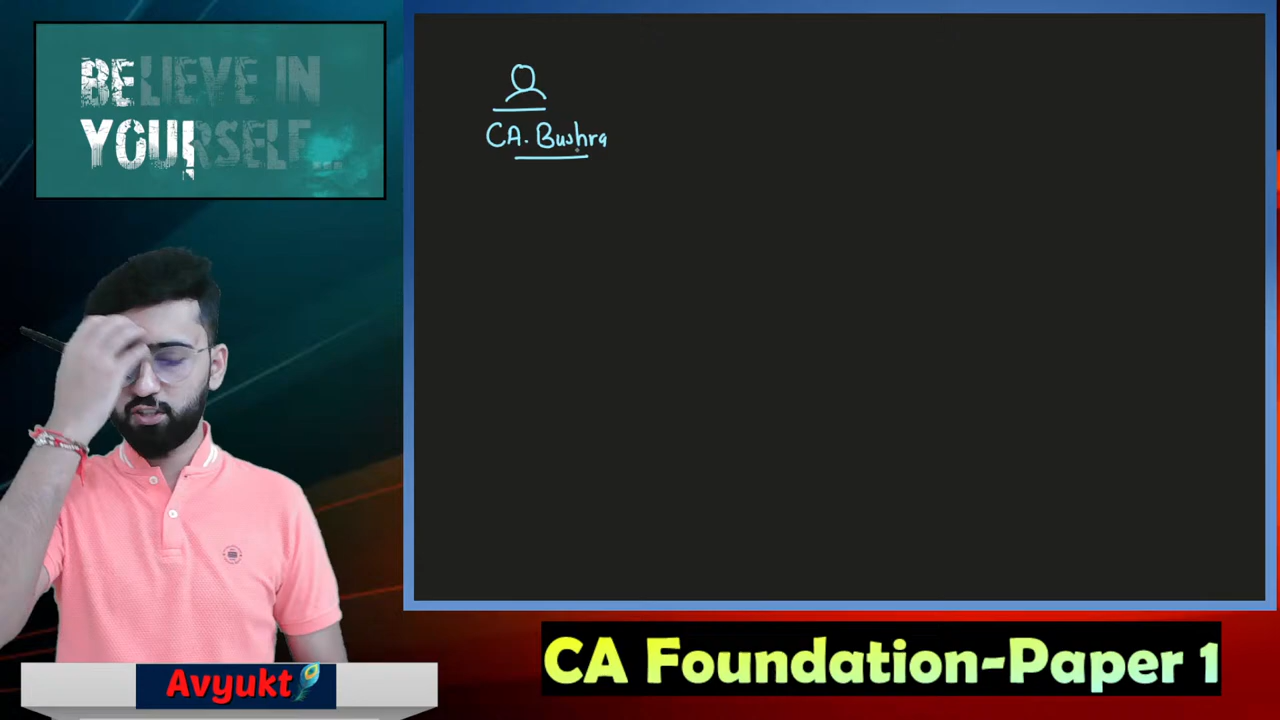 BELIEVE IN
YOURSELF...
CA. Bushra
Avyukt
CA Foundation-Paper 1